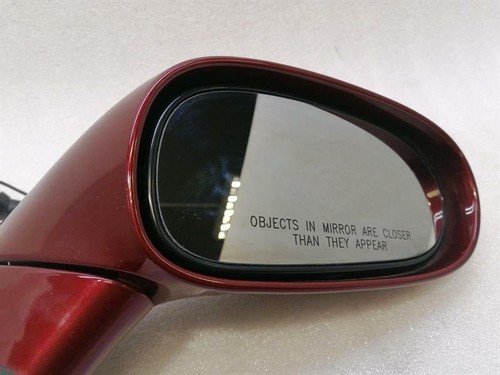 OBJECTS IN MIRROR ARE CLOSER
THAN THEY APPEAR